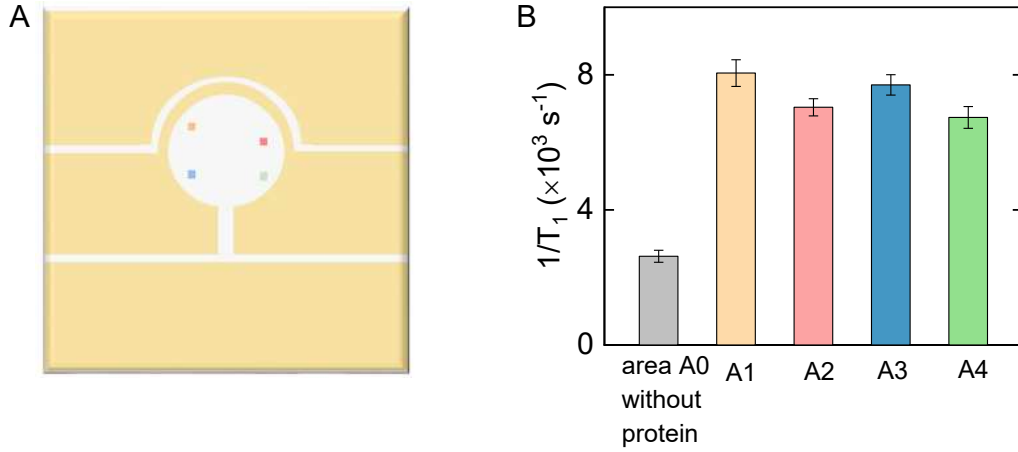 A
B
1/T₁ (×10³ s⁻¹)
8
4
0
area A0
without
protein
A1
A2
A3
A4